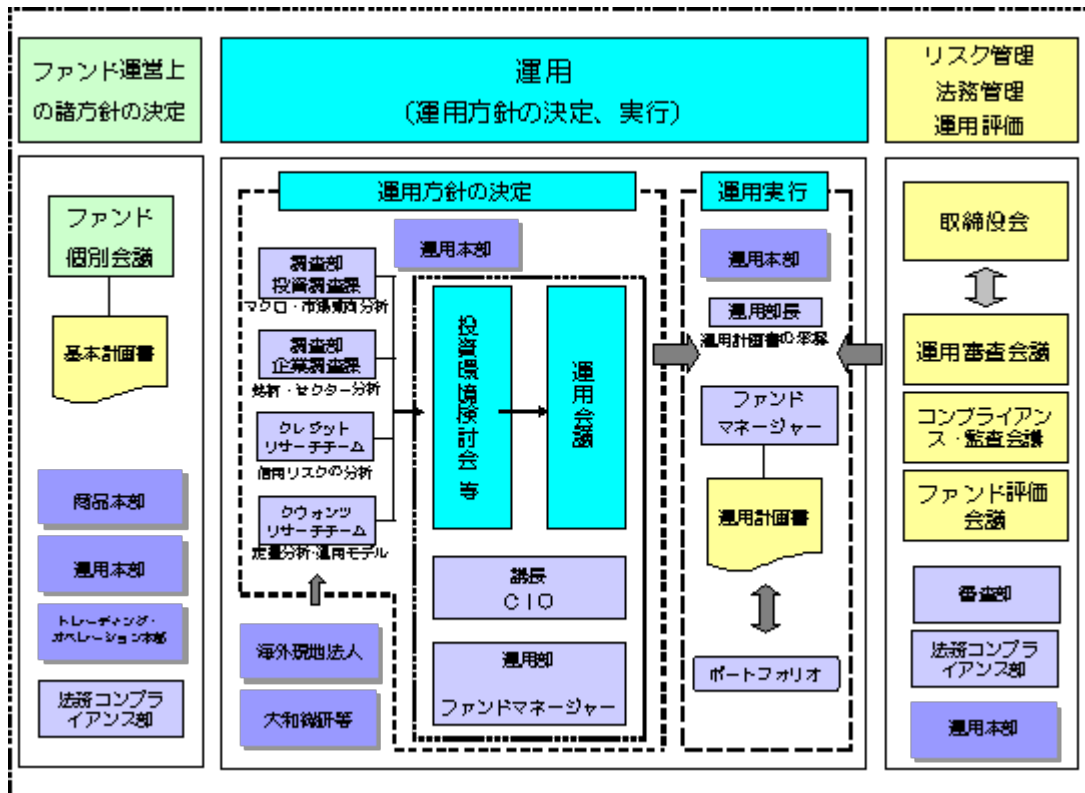 ファンド運営上
の諸方針の決定
運用
(運用方針の決定、実行)
リスク管理
法務管理
運用評価
ファンド
個別会議
基本計画書
商品本部
運用本部
トレーディング・
オペレーション本部
法務コンプラ
イアンス部
運用方針の決定
運用本部
調査部
投資調査課
マクロ・市場動向分析
調査部
企業調査課
銘柄・セクター分析
クレジット
リサーチチーム
信用リスクの分析
クウォンツ
リサーチチーム
定量分析・運用モデル
海外現地法人
大和総研等
投資環境検討会 等
運用会議
議長
CIO
運用部
ファンドマネージャー
運用実行
運用本部
運用部長
運用計画書の承認
ファンド
マネージャー
運用計画書
ポートフォリオ
取締役会
運用審査会議
コンプライアン
ス・監査会議
ファンド評価
会議
審査部
法務コンプラ
イアンス部
運用本部